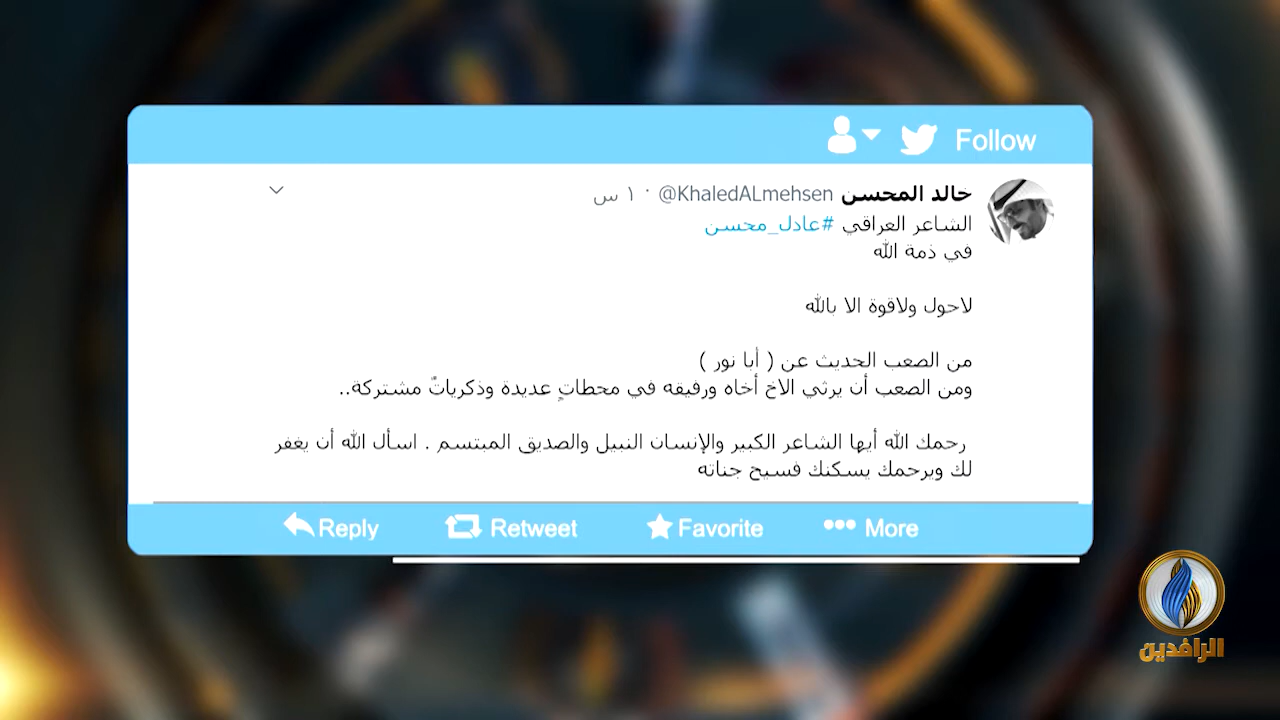 Follow
خالد المحسن @KhaledALmehsen · ١ س
الشاعر العراقي #عادل_محسن
في ذمة الله
لاحول ولاقوة الا بالله
من الصعب الحديث عن ( أبا نور )
ومن الصعب أن يرثي الاخ أخاه ورفيقه في محطاتٍ عديدة وذكرياتٌ مشتركة..
رحمك الله أيها الشاعر الكبير والإنسان النبيل والصديق المبتسم . اسأل الله أن يغفر
لك ويرحمك يسكنك فسيح جناته
Reply Retweet Favorite More
الرافدين